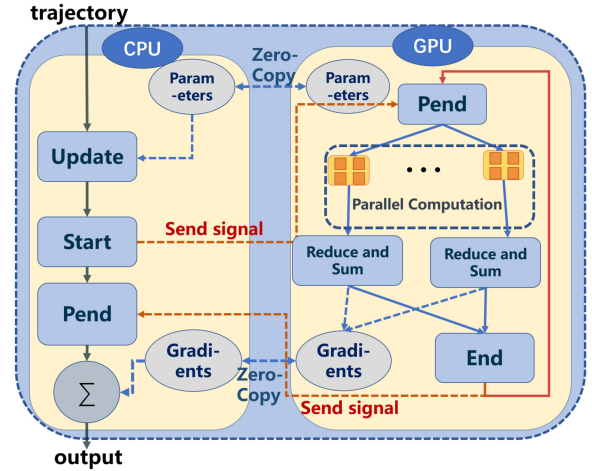 trajectory
CPU
GPU
Zero-
Copy
Param
-eters
Param
-eters
Pend
Update
• • •
Parallel Computation
Start
Send signal
Reduce and
Sum
Reduce and
Sum
Pend
Gradi-
ents
Zero-
Copy
Gradi-
ents
End
∑
Send signal
output